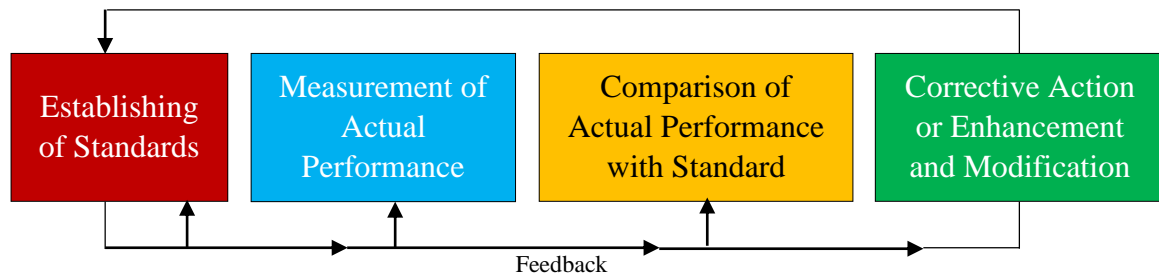 Establishing
of Standards
Measurement of
Actual
Performance
Comparison of
Actual Performance
with Standard
Corrective Action
or Enhancement
and Modification
Feedback